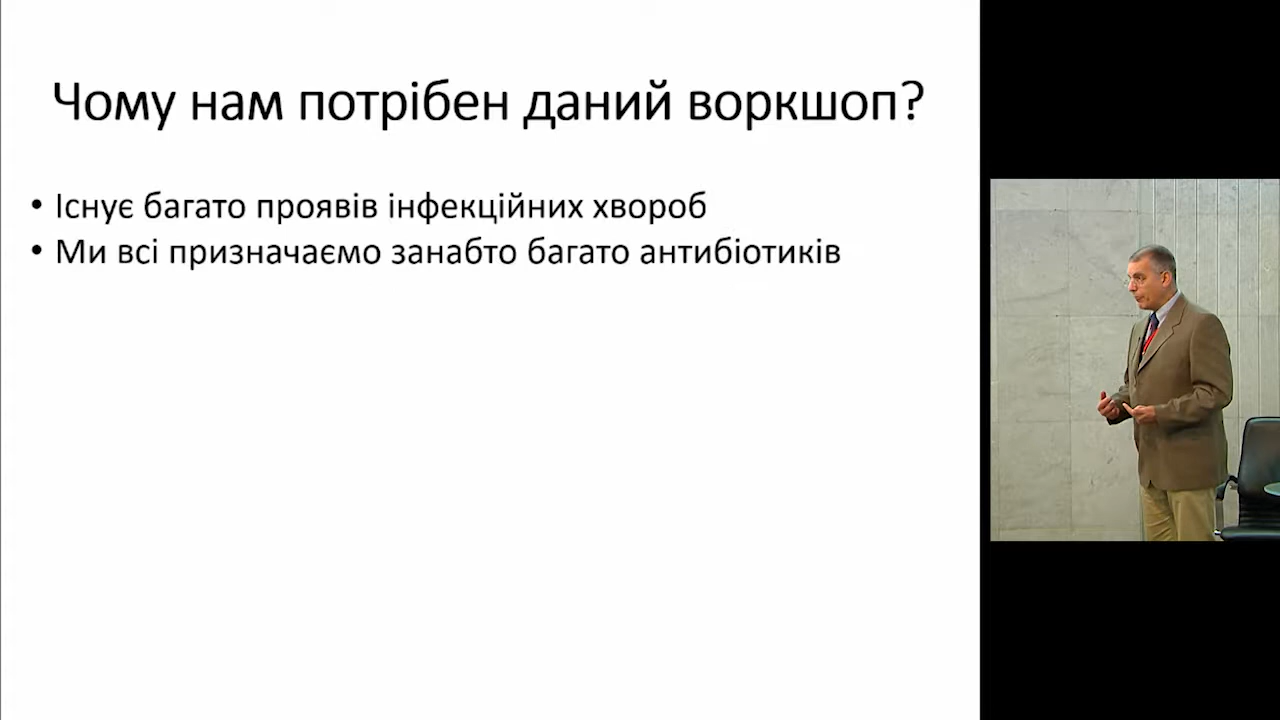 Чому нам потрібен даний воркшоп?
• Існує багато проявів інфекційних хвороб
• Ми всі призначаємо занабто багато антибіотиків